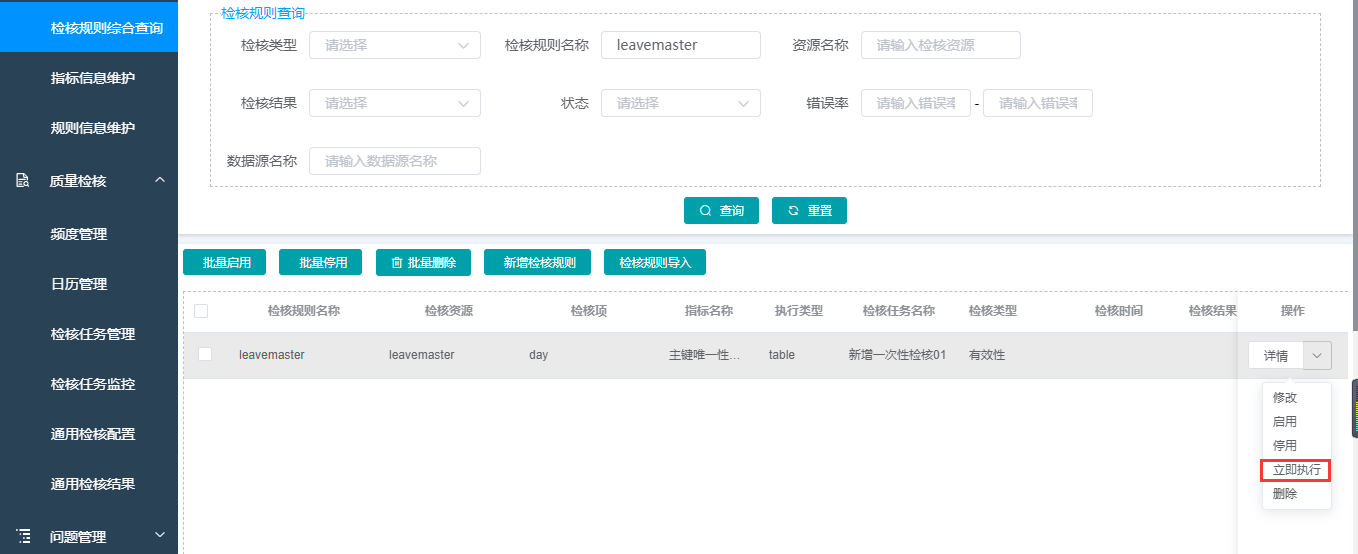 检核规则综合查询
指标信息维护
规则信息维护
质量检核
频度管理
日历管理
检核任务管理
检核任务监控
通用检核配置
通用检核结果
问题管理
检核规则查询
检核类型 请选择 检核规则名称 leavemaster 资源名称 请输入检核资源
检核结果 请选择 状态 请选择 错误率 请输入错误率 - 请输入错误率
数据源名称 请输入数据源名称
查询 重置
批量启用 批量停用 批量删除 新增检核规则 检核规则导入
检核规则名称 检核资源 检核项 指标名称 执行类型 检核任务名称 检核类型 检核时间 检核结果 操作
leavemaster leavemaster day 主键唯一性... table 新增一次性检核01 有效性 详情
修改
启用
停用
立即执行
删除